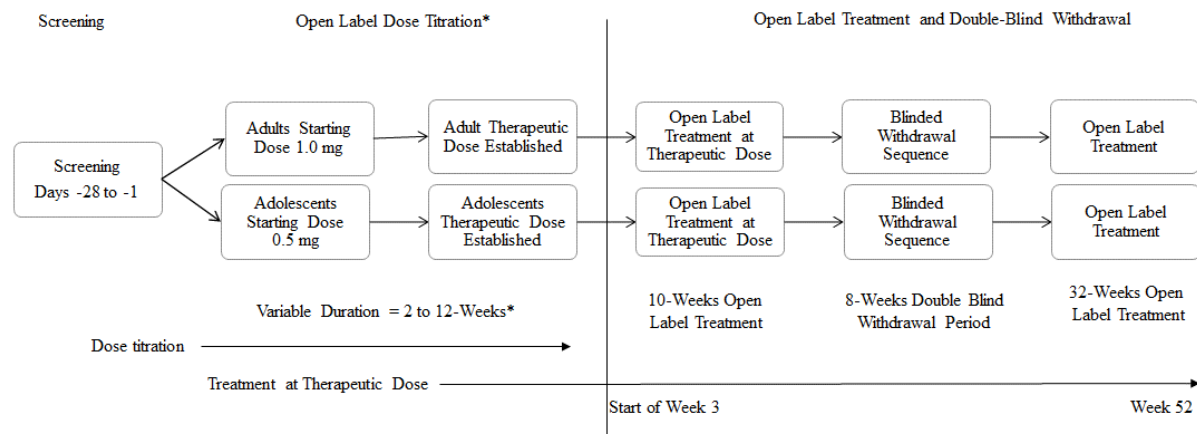 Screening
Open Label Dose Titration*
Open Label Treatment and Double-Blind Withdrawal
Screening
Days -28 to -1
Adults Starting
Dose 1.0 mg
Adult Therapeutic
Dose Established
Open Label
Treatment at
Therapeutic Dose
Blinded
Withdrawal
Sequence
Open Label
Treatment
Adolescents
Starting Dose
0.5 mg
Adolescents
Therapeutic Dose
Established
Open Label
Treatment at
Therapeutic Dose
Blinded
Withdrawal
Sequence
Open Label
Treatment
Variable Duration = 2 to 12-Weeks*
10-Weeks Open
Label Treatment
8-Weeks Double Blind
Withdrawal Period
32-Weeks Open
Label Treatment
Dose titration
Treatment at Therapeutic Dose
Start of Week 3
Week 52